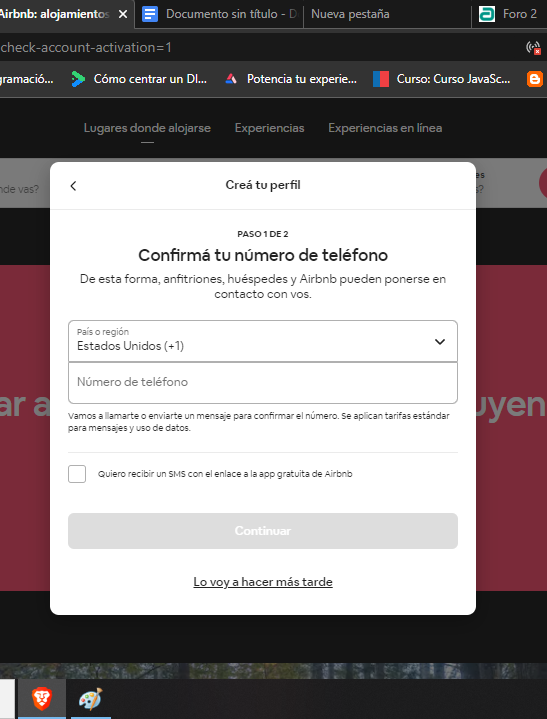 Airbnb: alojamientos
Documento sin título - D
Nueva pestaña
Foro 2
check-account-activation=1
gramació...
Cómo centrar un DI...
Potencia tu experie...
Curso: Curso JavaSc...
Lugares donde alojarse
Experiencias
Experiencias en línea
nde vas?
es
s?
Creá tu perfil
PASO 1 DE 2
Confirmá tu número de teléfono
De esta forma, anfitriones, huéspedes y Airbnb pueden ponerse en
contacto con vos.
País o región
Estados Unidos (+1)
Número de teléfono
Vamos a llamarte o enviarte un mensaje para confirmar el número. Se aplican tarifas estándar
para mensajes y uso de datos.
ar a
uyen
Quiero recibir un SMS con el enlace a la app gratuita de Airbnb
Continuar
Lo voy a hacer más tarde